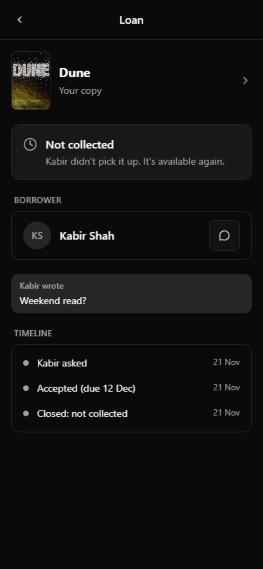 Loan
DUNE
Dune
Your copy
Not collected
Kabir didn't pick it up. It's available again.
BORROWER
KS
Kabir Shah
Kabir wrote
Weekend read?
TIMELINE
Kabir asked 21 Nov
Accepted (due 12 Dec) 21 Nov
Closed: not collected 21 Nov